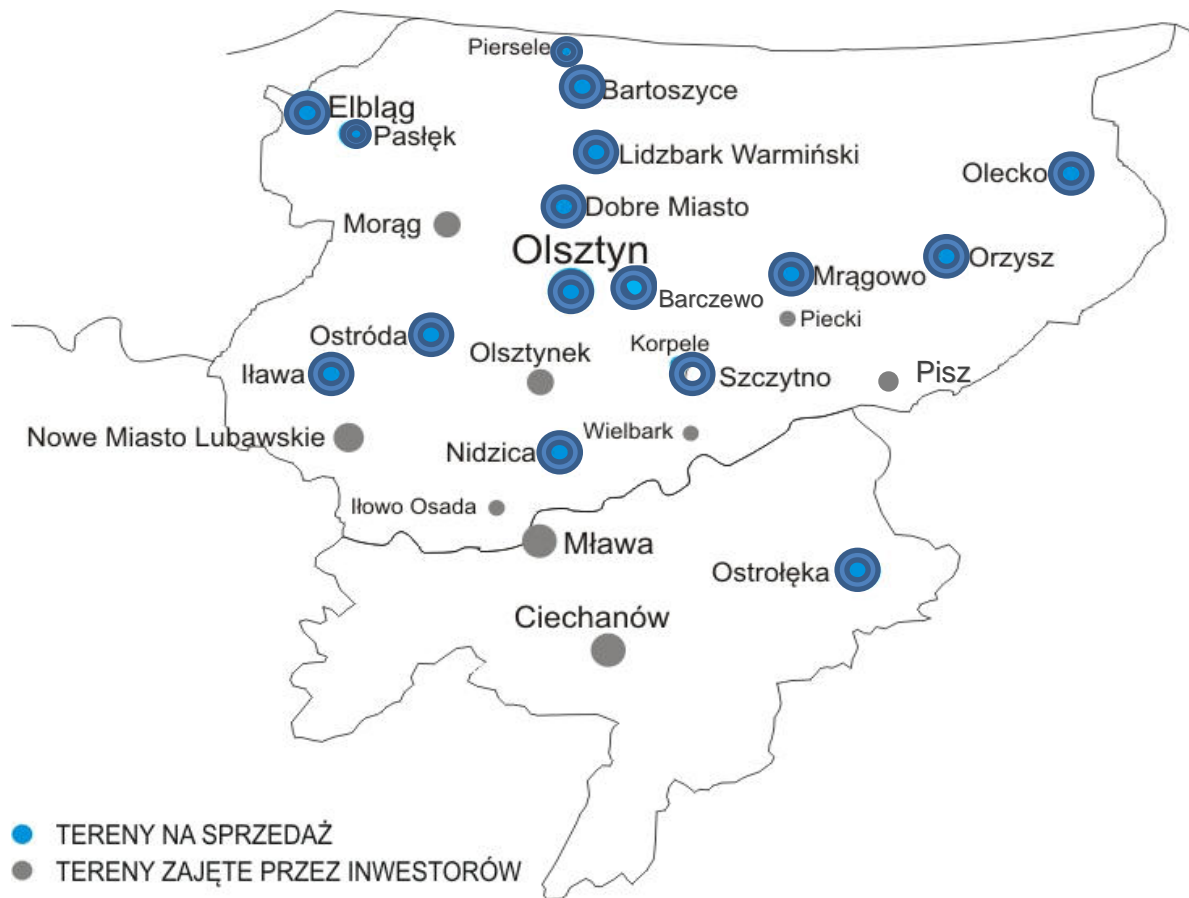 Piersele
Bartoszyce
Elbląg
Pasłęk
Lidzbark Warmiński
Olecko
Dobre Miasto
Morąg
Olsztyn
Orzysz
Mrągowo
Barczewo
Piecki
Ostróda
Korpele
Olsztynek
Iława
Szczytno
Pisz
Nowe Miasto Lubawskie
Wielbark
Nidzica
Iłowo Osada
Mława
Ostrołęka
Ciechanów
TERENY NA SPRZEDAŻ
TERENY ZAJĘTE PRZEZ INWESTORÓW